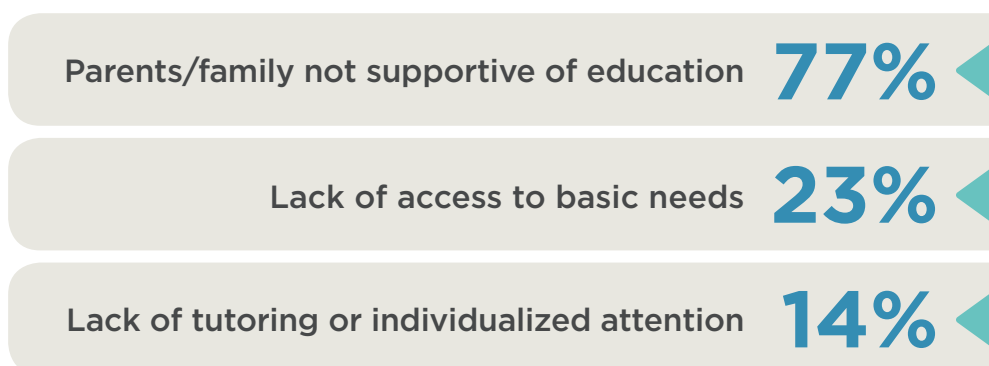 Parents/family not supportive of education 77%
Lack of access to basic needs 23%
Lack of tutoring or individualized attention 14%